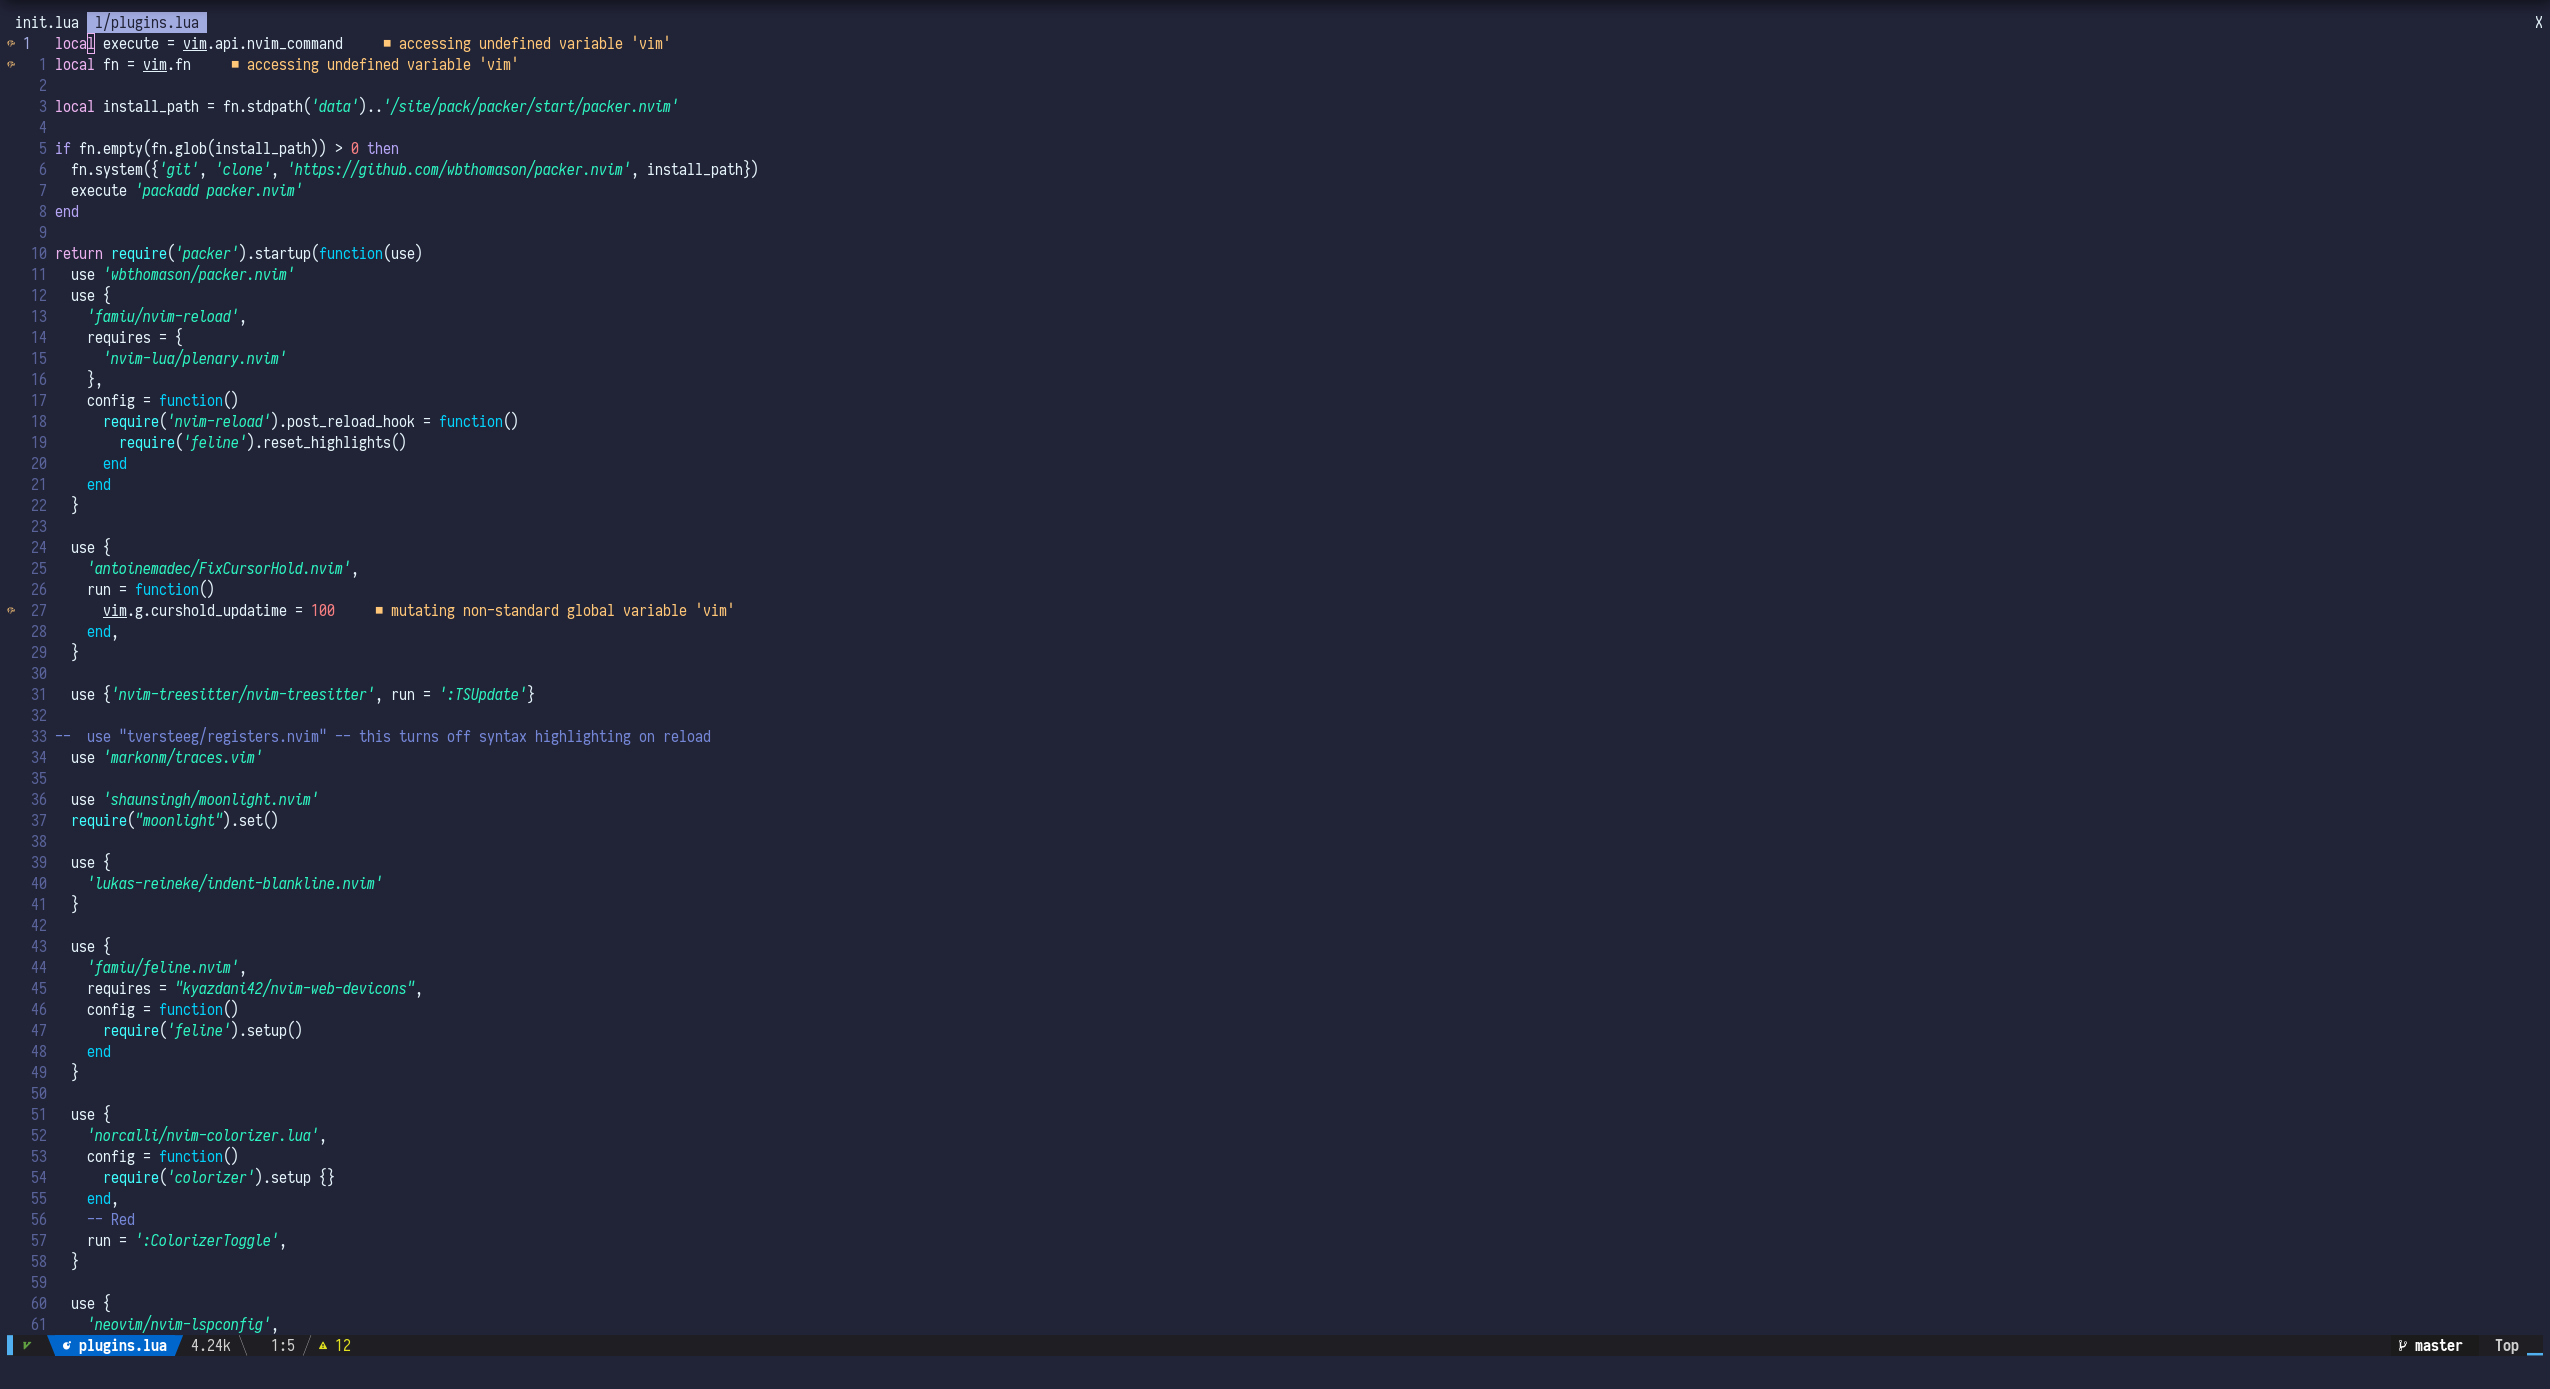 init.lua  l/plugins.lua  X
1   local execute = vim.api.nvim_command     ■ accessing undefined variable 'vim'
  1 local fn = vim.fn     ■ accessing undefined variable 'vim'
  2
  3 local install_path = fn.stdpath('data')..'/site/pack/packer/start/packer.nvim'
  4
  5 if fn.empty(fn.glob(install_path)) > 0 then
  6   fn.system({'git', 'clone', 'https://github.com/wbthomason/packer.nvim', install_path})
  7   execute 'packadd packer.nvim'
  8 end
  9
 10 return require('packer').startup(function(use)
 11   use 'wbthomason/packer.nvim'
 12   use {
 13     'famiu/nvim-reload',
 14     requires = {
 15       'nvim-lua/plenary.nvim'
 16     },
 17     config = function()
 18       require('nvim-reload').post_reload_hook = function()
 19         require('feline').reset_highlights()
 20       end
 21     end
 22   }
 23
 24   use {
 25     'antoinemadec/FixCursorHold.nvim',
 26     run = function()
 27       vim.g.curshold_updatime = 100     ■ mutating non-standard global variable 'vim'
 28     end,
 29   }
 30
 31   use {'nvim-treesitter/nvim-treesitter', run = ':TSUpdate'}
 32
 33 --  use "tversteeg/registers.nvim" -- this turns off syntax highlighting on reload
 34   use 'markonm/traces.vim'
 35
 36   use 'shaunsingh/moonlight.nvim'
 37   require("moonlight").set()
 38
 39   use {
 40     'lukas-reineke/indent-blankline.nvim'
 41   }
 42
 43   use {
 44     'famiu/feline.nvim',
 45     requires = "kyazdani42/nvim-web-devicons",
 46     config = function()
 47       require('feline').setup()
 48     end
 49   }
 50
 51   use {
 52     'norcalli/nvim-colorizer.lua',
 53     config = function()
 54       require('colorizer').setup {}
 55     end,
 56     -- Red
 57     run = ':ColorizerToggle',
 58   }
 59
 60   use {
 61     'neovim/nvim-lspconfig',
plugins.lua  4.24k  1:5  12  master  Top